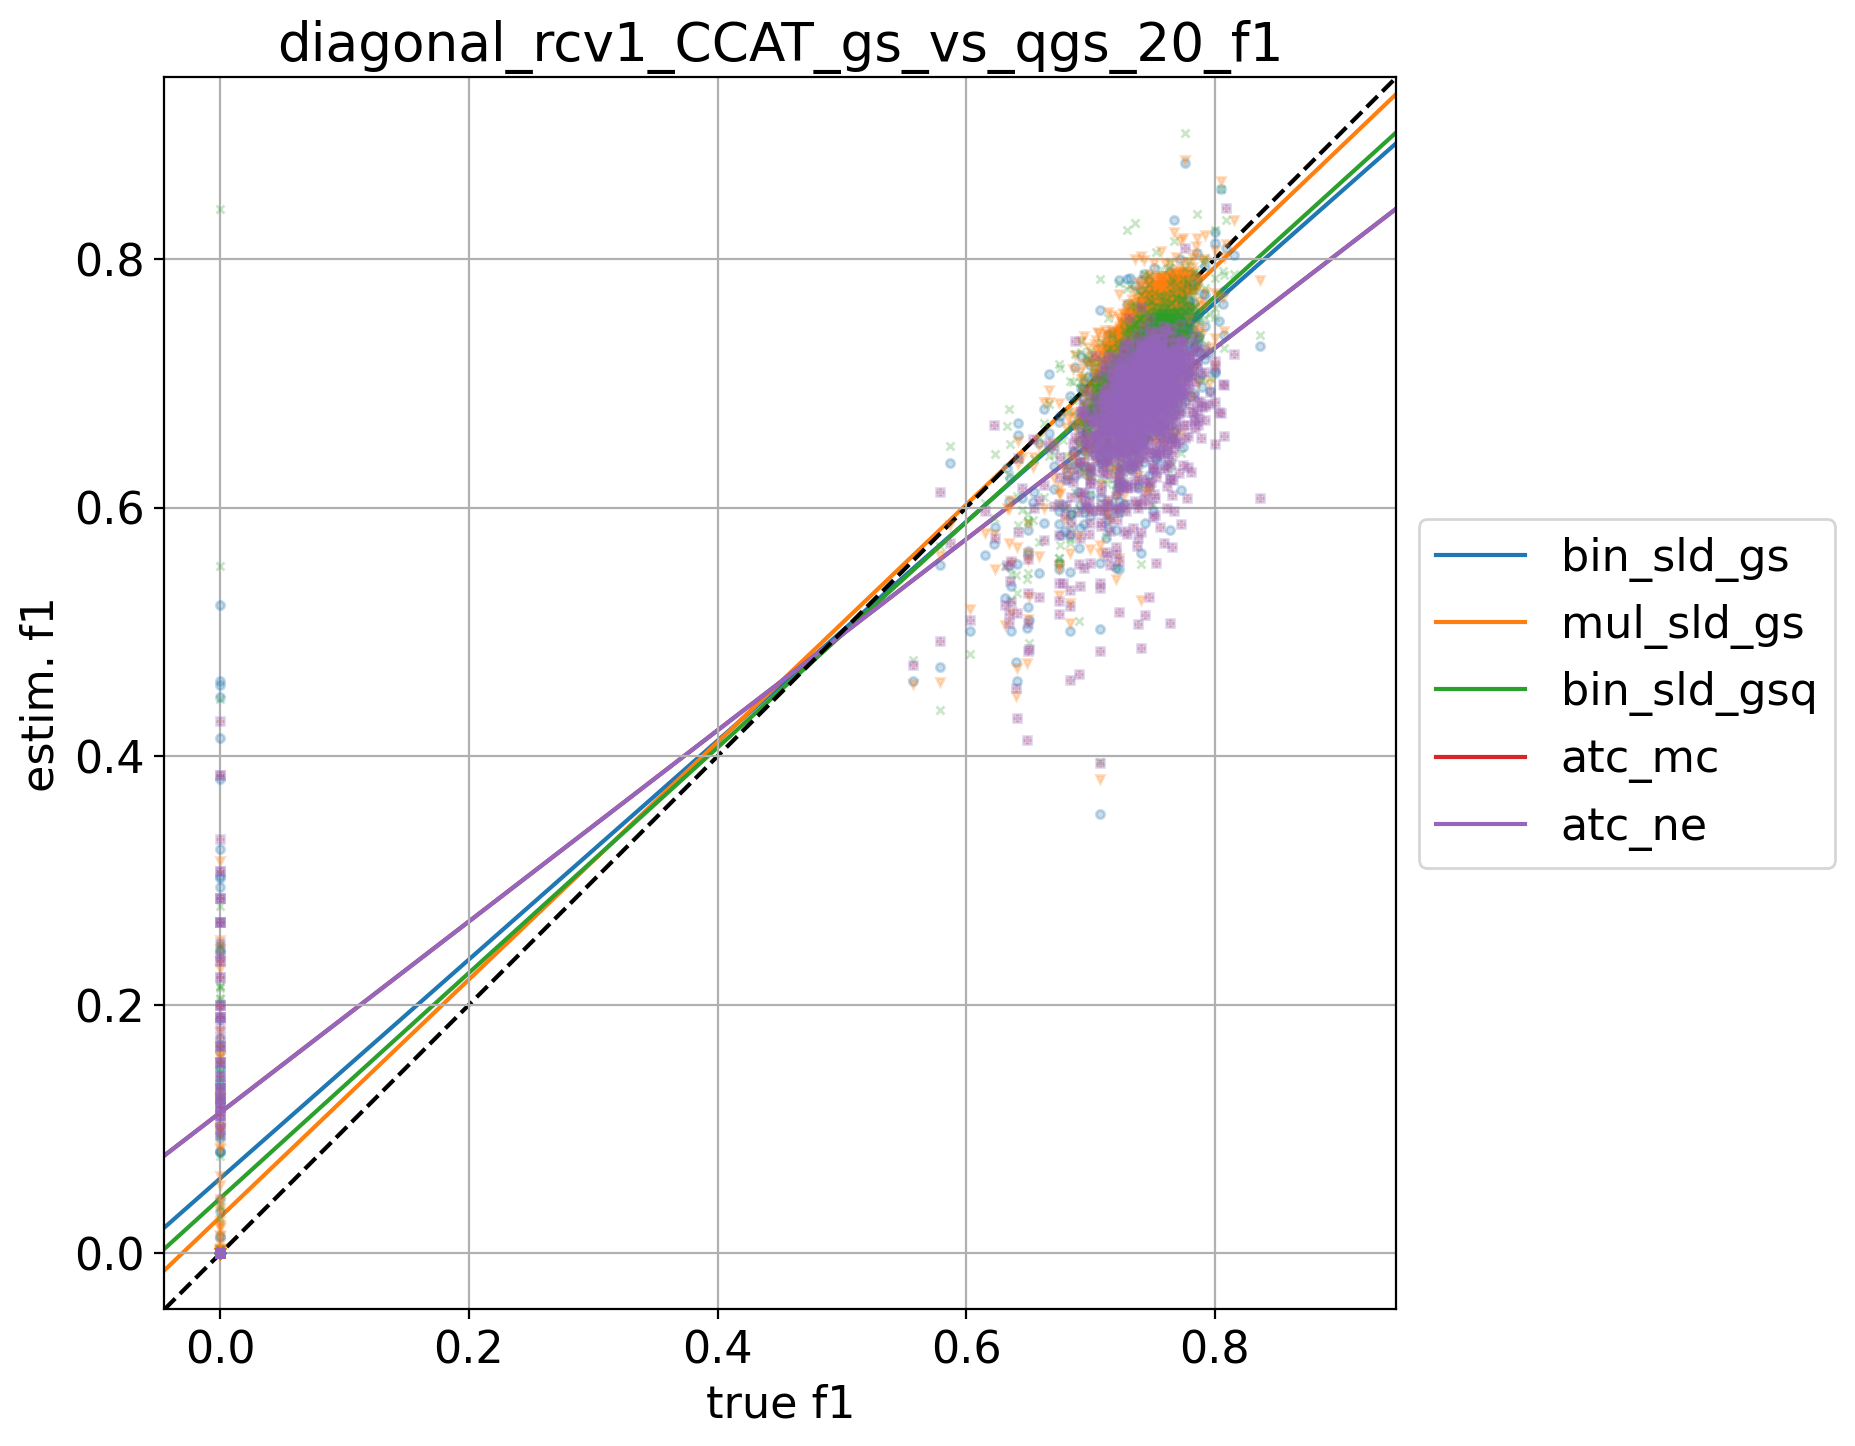 diagonal_rcv1_CCAT_gs_vs_qgs_20_f1
estim. f1
0.8
0.6
0.4
0.2
0.0
0.0 0.2 0.4 0.6 0.8
true f1
bin_sld_gs
mul_sld_gs
bin_sld_gsq
atc_mc
atc_ne